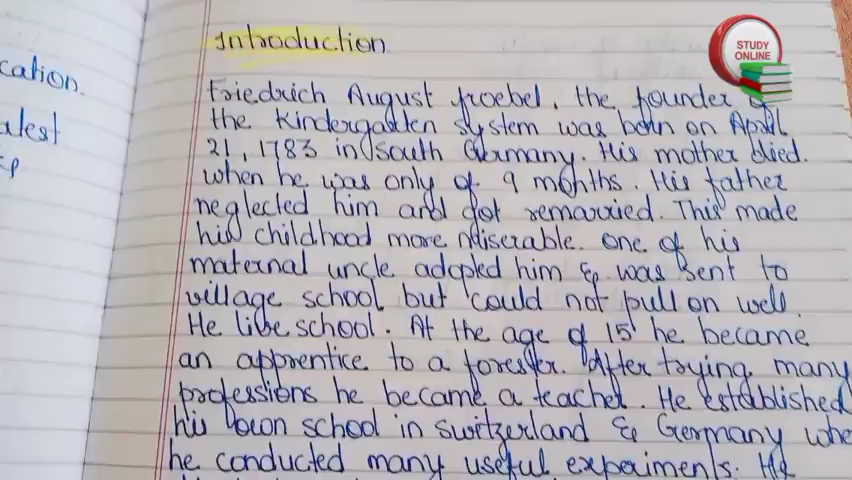 STUDY
ONLINE
Introduction
cation.
Friedrich August froebel, the founder
atest
the Kindergarten system was born on April
21, 1783 in South Germany. His mother died.
when he was only of 9 months. His father
neglected him and got remarried. This made
his childhood more miserable. One of his
maternal uncle adopted him & was sent to
village school but could not pull on well.
He live school. At the age of 15 he became
an apprentice to a forester. After trying many
professions he became a teacher. He established
his own school in Switzerland & Germany
he conducted many useful experiments. He